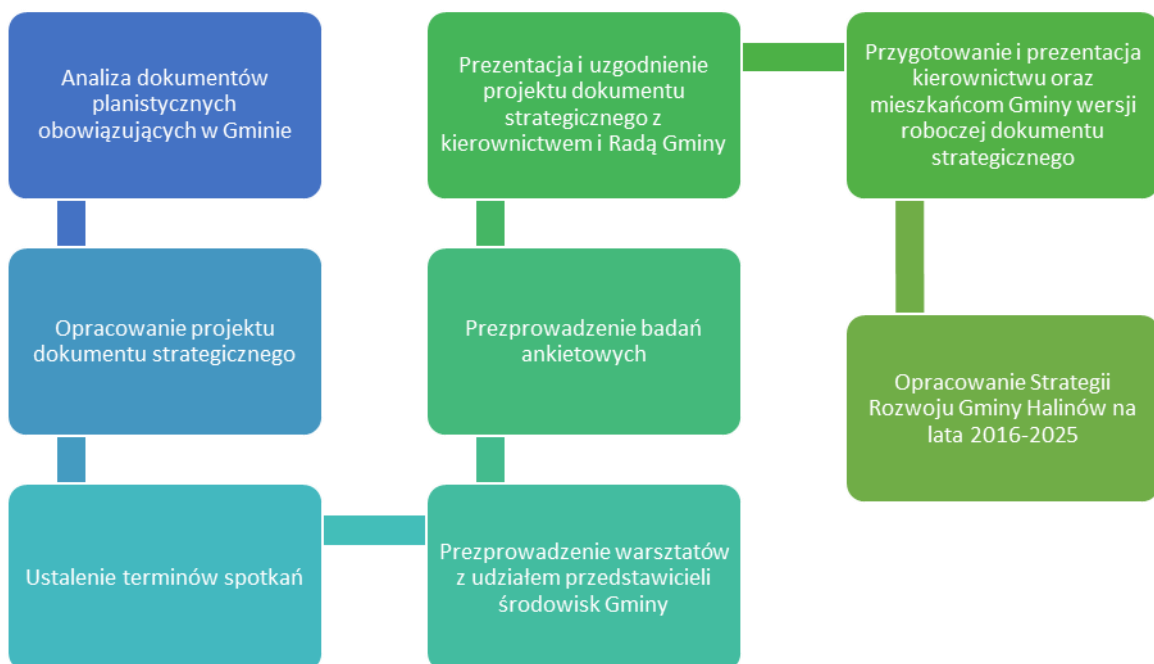 Analiza dokumentów
planistycznych
obowiązujących w Gminie
Opracowanie projektu
dokumentu strategicznego
Ustalenie terminów spotkań
Prezprowadzenie warsztatów
z udziałem przedstawicieli
środowisk Gminy
Prezprowadzenie badań
ankietowych
Prezentacja i uzgodnienie
projektu dokumentu
strategicznego z
kierownictwem i Radą Gminy
Przygotowanie i prezentacja
kierownictwu oraz
mieszkańcom Gminy wersji
roboczej dokumentu
strategicznego
Opracowanie Strategii
Rozwoju Gminy Halinów na
lata 2016-2025